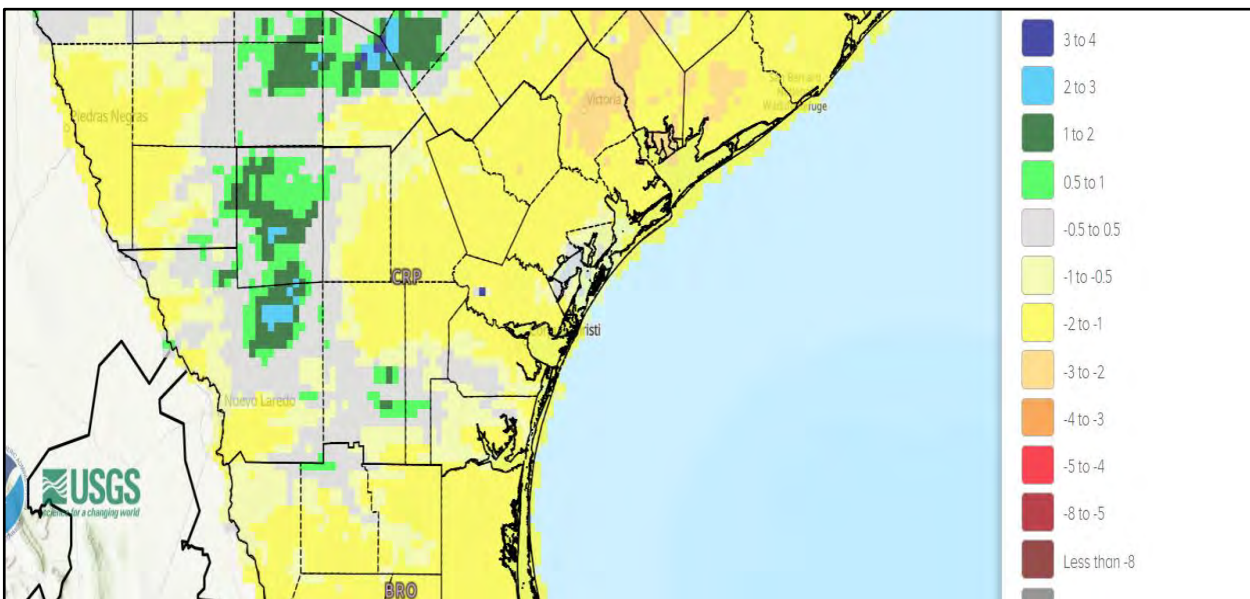 Piedras Negras
Victoria
San Bernard
National
Wildlife Refuge
CRP
risti
Nuevo Laredo
USGS
science for a changing world
BRO
3 to 4
2 to 3
1 to 2
0.5 to 1
-0.5 to 0.5
-1 to -0.5
-2 to -1
-3 to -2
-4 to -3
-5 to -4
-8 to -5
Less than -8